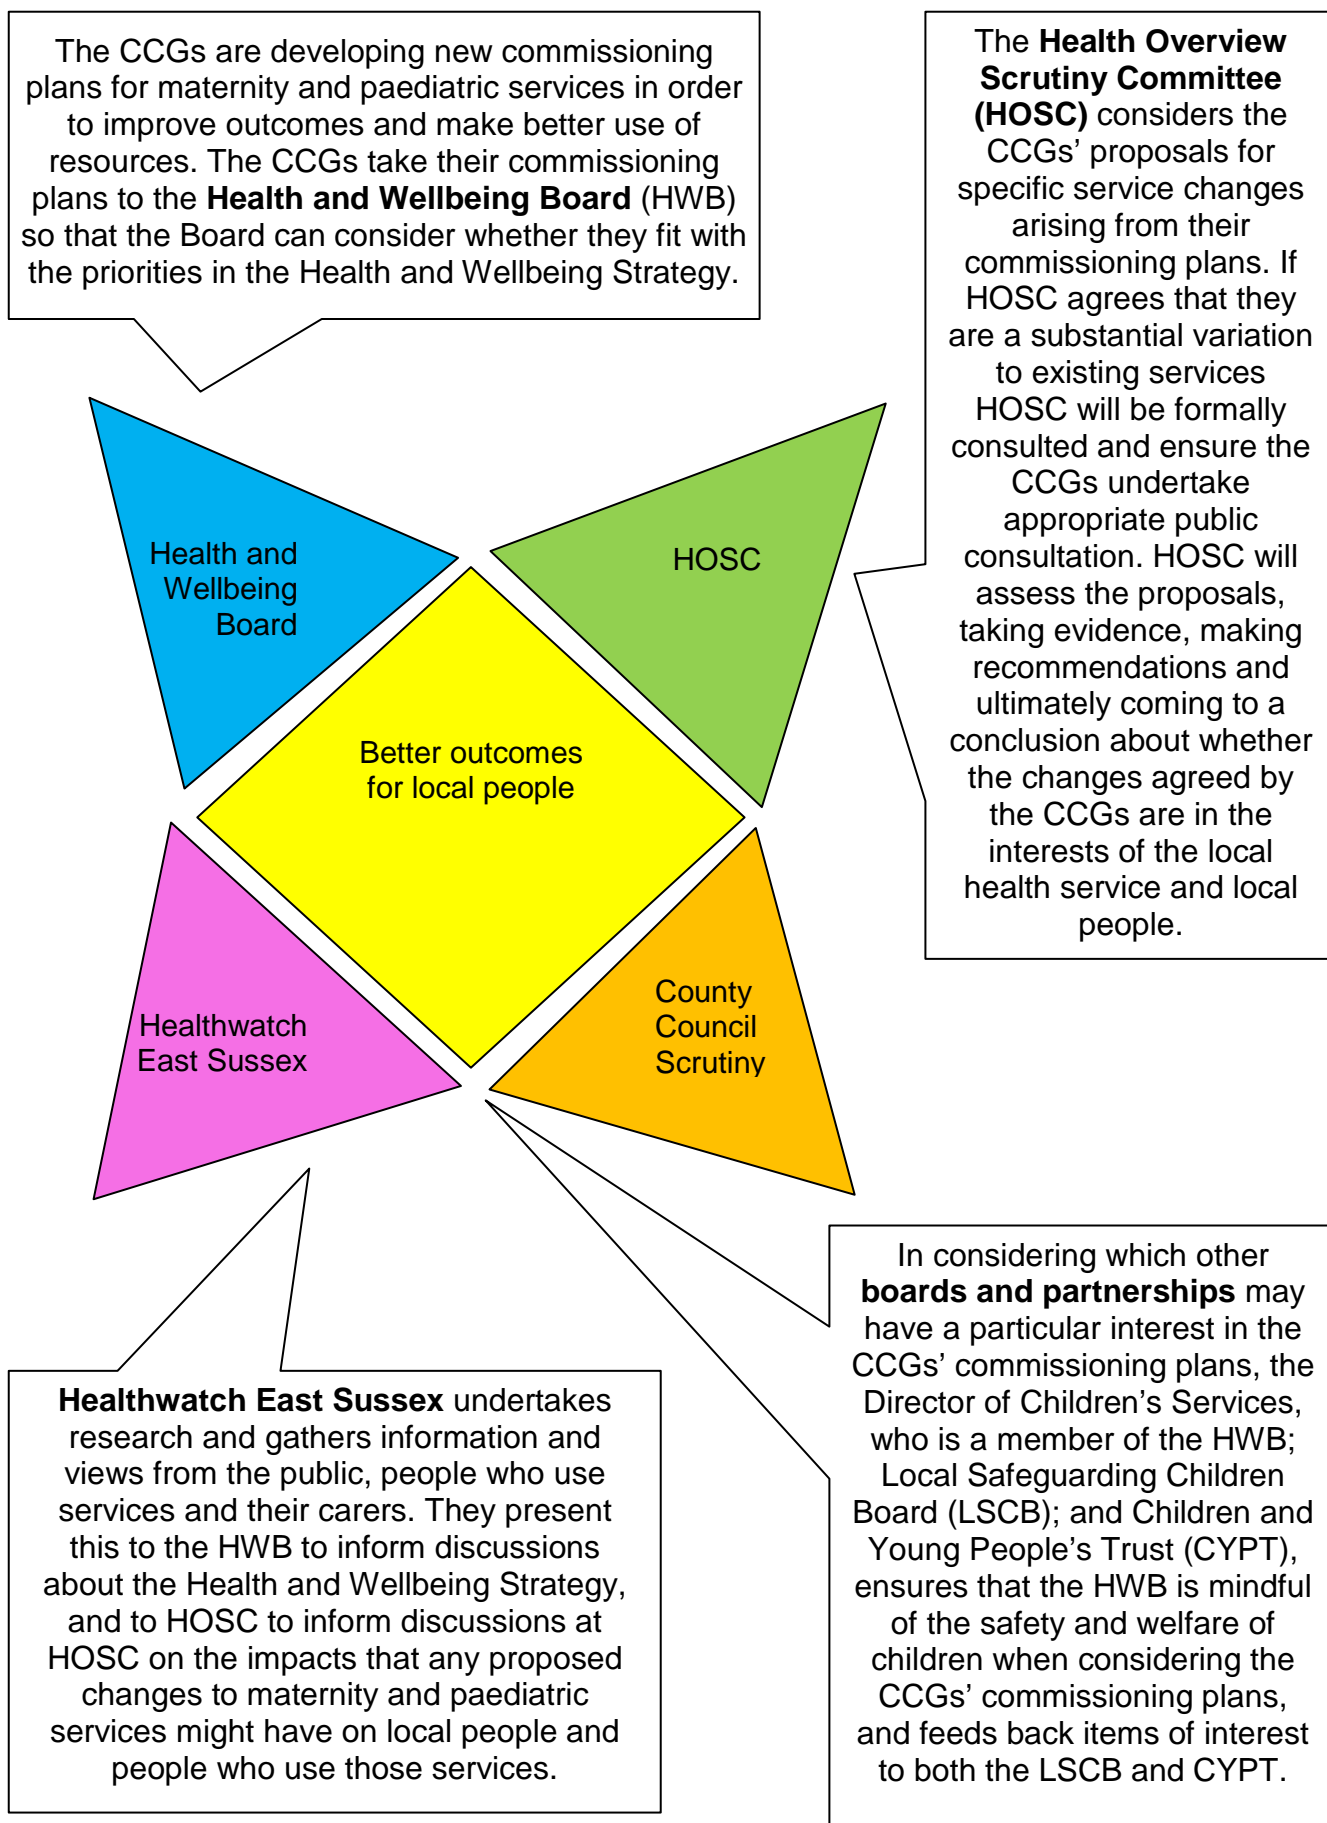 The CCGs are developing new commissioning
plans for maternity and paediatric services in order
to improve outcomes and make better use of
resources. The CCGs take their commissioning
plans to the Health and Wellbeing Board (HWB)
so that the Board can consider whether they fit with
the priorities in the Health and Wellbeing Strategy.
The Health Overview
Scrutiny Committee
(HOSC) considers the
CCGs’ proposals for
specific service changes
arising from their
commissioning plans. If
HOSC agrees that they
are a substantial variation
to existing services
HOSC will be formally
consulted and ensure the
CCGs undertake
appropriate public
consultation. HOSC will
assess the proposals,
taking evidence, making
recommendations and
ultimately coming to a
conclusion about whether
the changes agreed by
the CCGs are in the
interests of the local
health service and local
people.
Health and
Wellbeing
Board
HOSC
Better outcomes
for local people
Healthwatch
East Sussex
County
Council
Scrutiny
Healthwatch East Sussex undertakes
research and gathers information and
views from the public, people who use
services and their carers. They present
this to the HWB to inform discussions
about the Health and Wellbeing Strategy,
and to HOSC to inform discussions at
HOSC on the impacts that any proposed
changes to maternity and paediatric
services might have on local people and
people who use those services.
In considering which other
boards and partnerships may
have a particular interest in the
CCGs’ commissioning plans, the
Director of Children’s Services,
who is a member of the HWB;
Local Safeguarding Children
Board (LSCB); and Children and
Young People’s Trust (CYPT),
ensures that the HWB is mindful
of the safety and welfare of
children when considering the
CCGs’ commissioning plans,
and feeds back items of interest
to both the LSCB and CYPT.